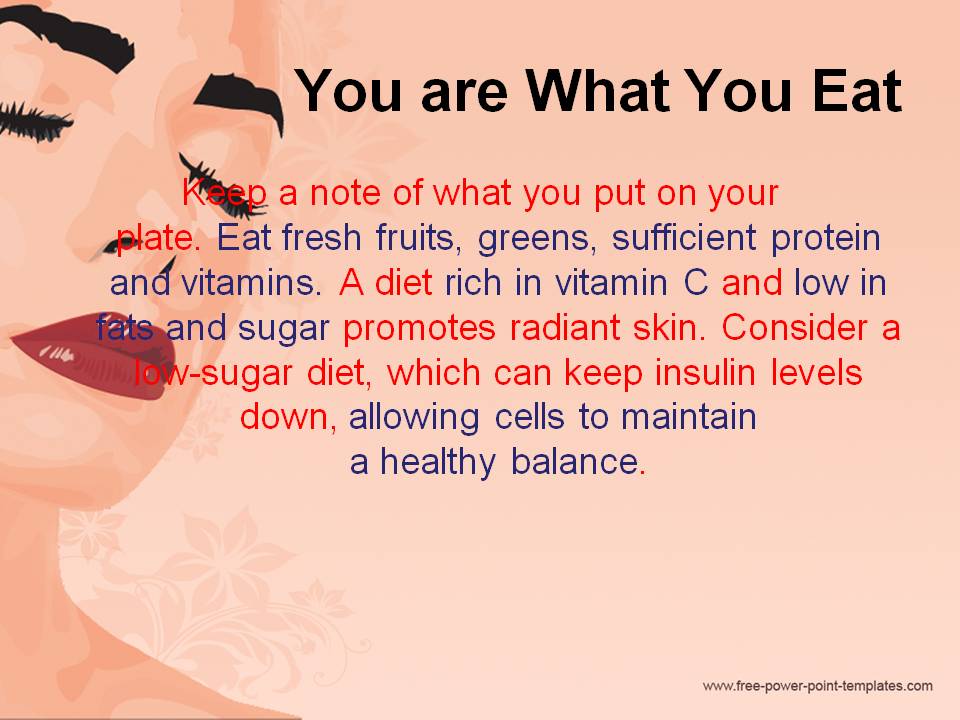 You are What You Eat
Keep a note of what you put on your
plate. Eat fresh fruits, greens, sufficient protein
and vitamins. A diet rich in vitamin C and low in
fats and sugar promotes radiant skin. Consider a
low-sugar diet, which can keep insulin levels
down, allowing cells to maintain
a healthy balance.
www.free-power-point-templates.com